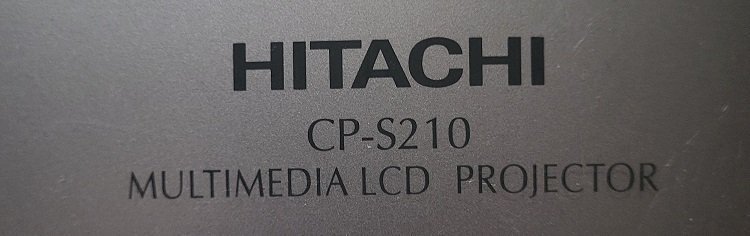 HITACHI
CP-S210
MULTIMEDIA LCD PROJECTOR